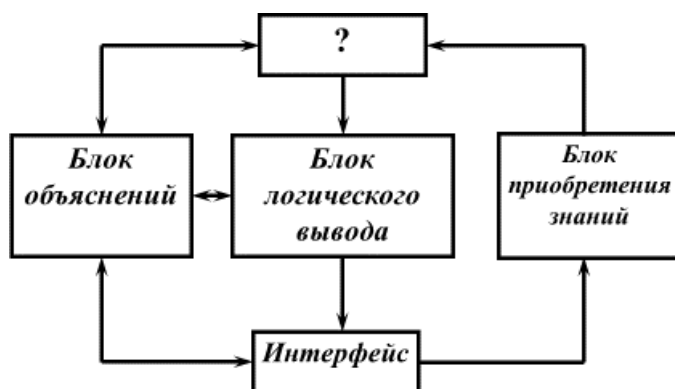 ?
Блок
объяснений
Блок
логического
вывода
Блок
приобретения
знаний
Интерфейс